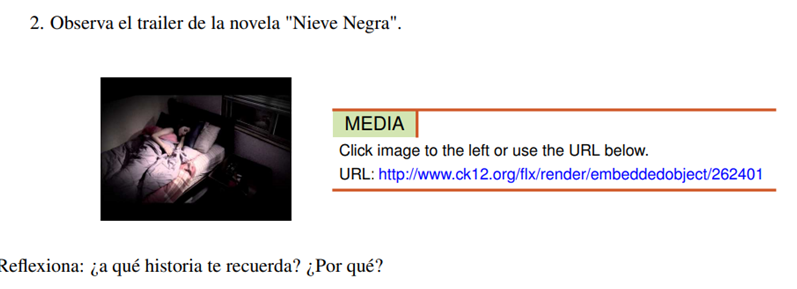 2. Observa el trailer de la novela "Nieve Negra".
MEDIA
Click image to the left or use the URL below.
URL: http://www.ck12.org/flx/render/embeddedobject/262401
Reflexiona: ¿a qué historia te recuerda? ¿Por qué?